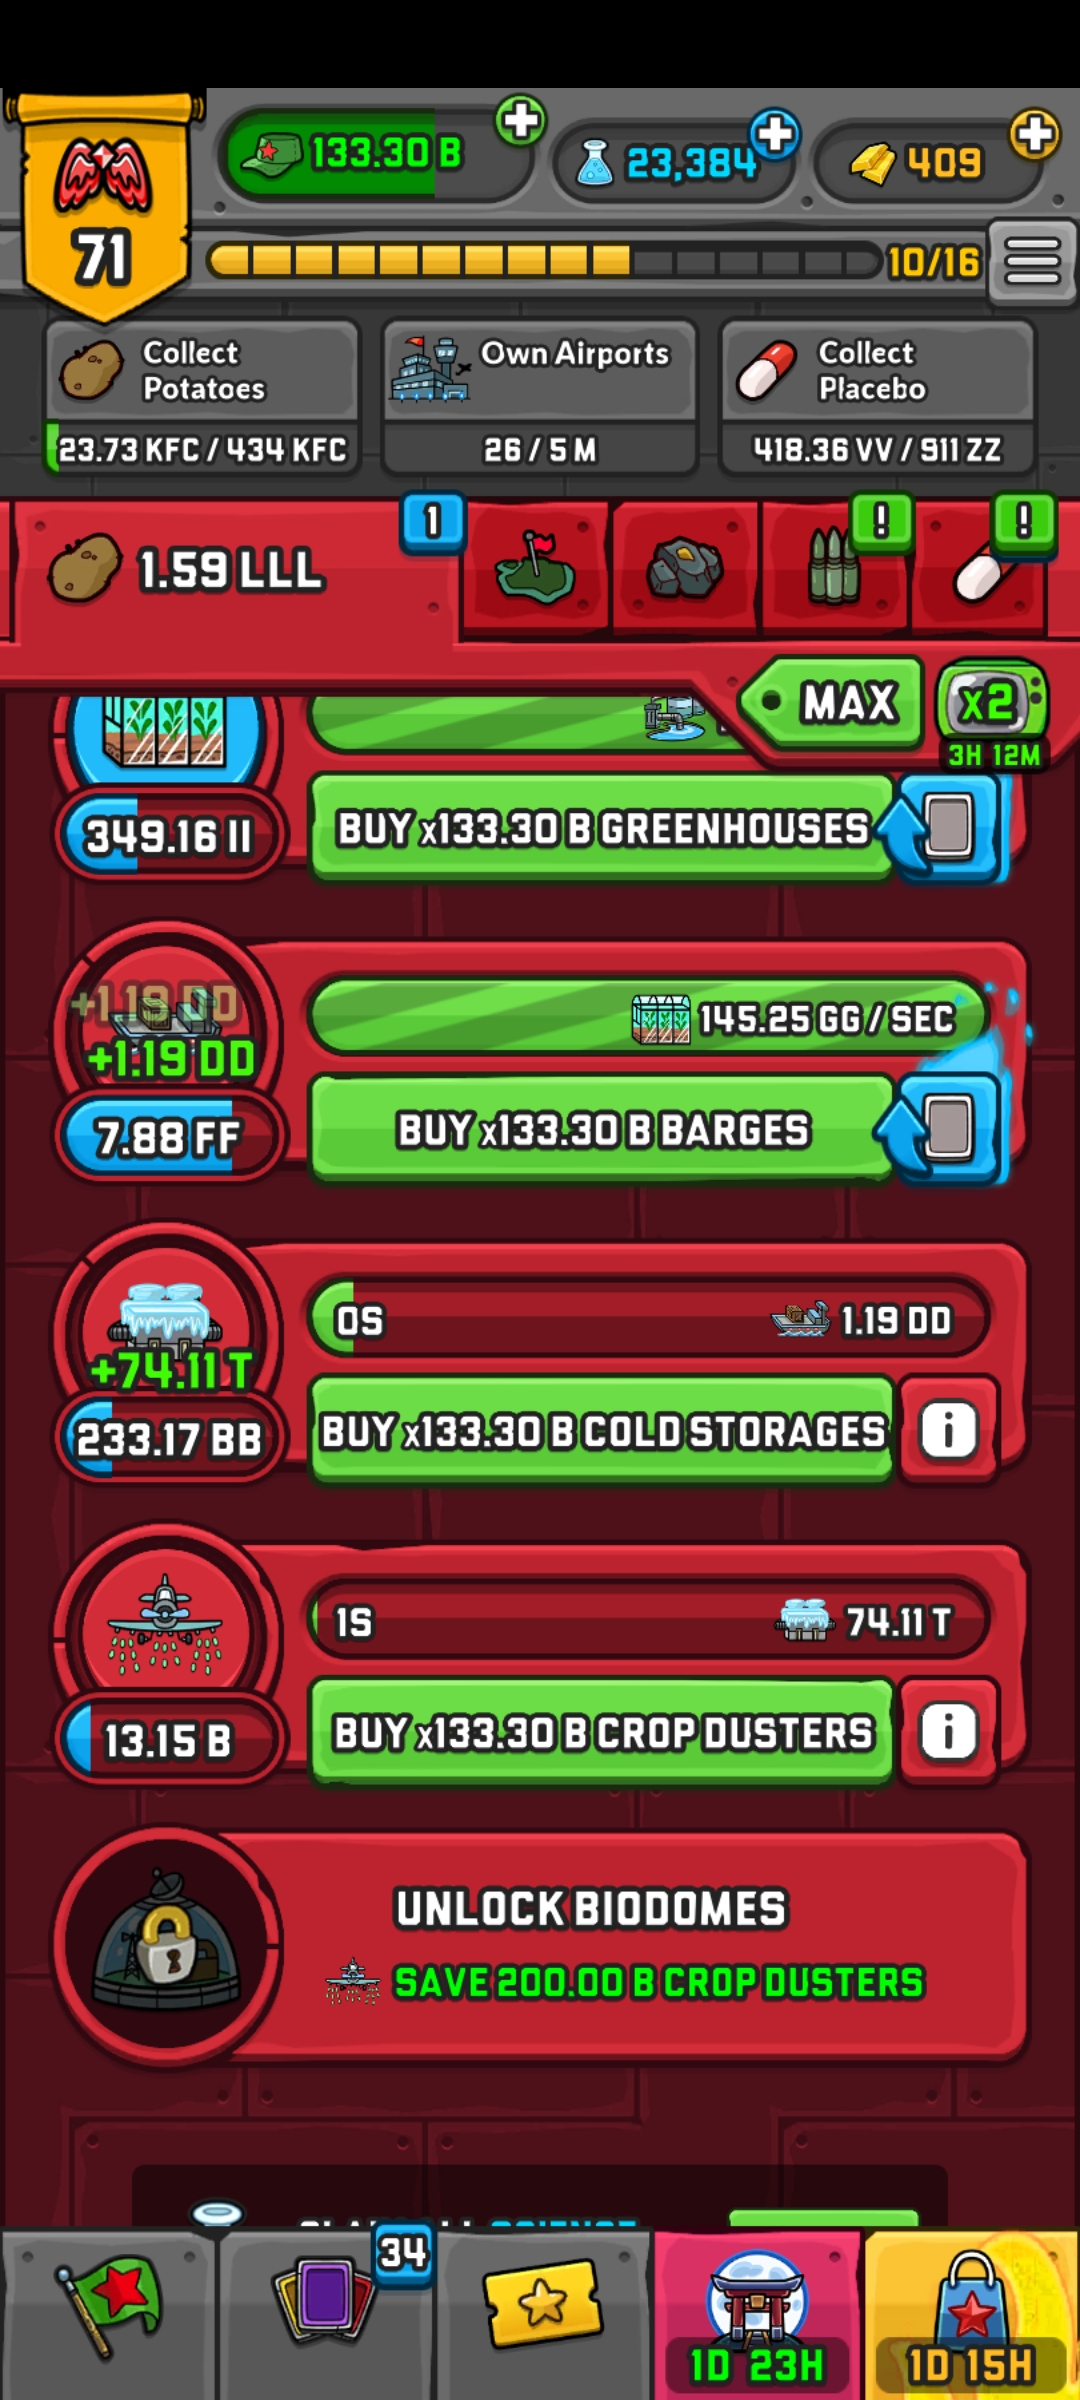 133.30 B
23,384
409
71
10/16
Collect
Potatoes
23.73 KFC / 434 KFC
Own Airports
26 / 5 M
Collect
Placebo
418.36 VV / 911 ZZ
1.59 LLL
1
!
!
MAX
x2
3H 12M
349.16 II
BUY x133.30 B GREENHOUSES
+1.19 DD
+1.19 DD
145.25 GG / SEC
7.88 FF
BUY x133.30 B BARGES
0S
1.19 DD
+74.11 T
233.17 BB
BUY x133.30 B COLD STORAGES
i
1S
74.11 T
13.15 B
BUY x133.30 B CROP DUSTERS
i
UNLOCK BIODOMES
SAVE 200.00 B CROP DUSTERS
34
1D 23H
1D 15H